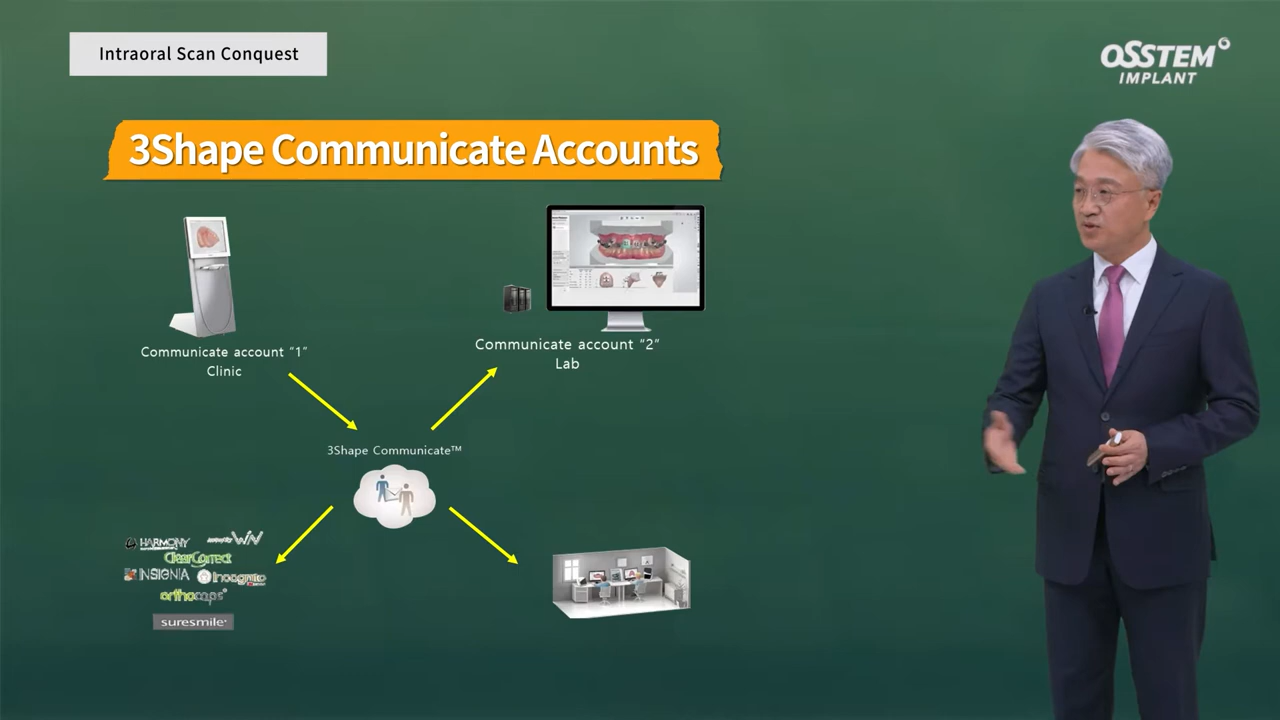 Intraoral Scan Conquest
OSSTEM
IMPLANT
3Shape Communicate Accounts
Communicate account “1”
Clinic
Communicate account “2”
Lab
3Shape Communicate™
HARMONY
WIN
ClearCorrect
INSIGNIA
Incognito
orthocaps
suresmile